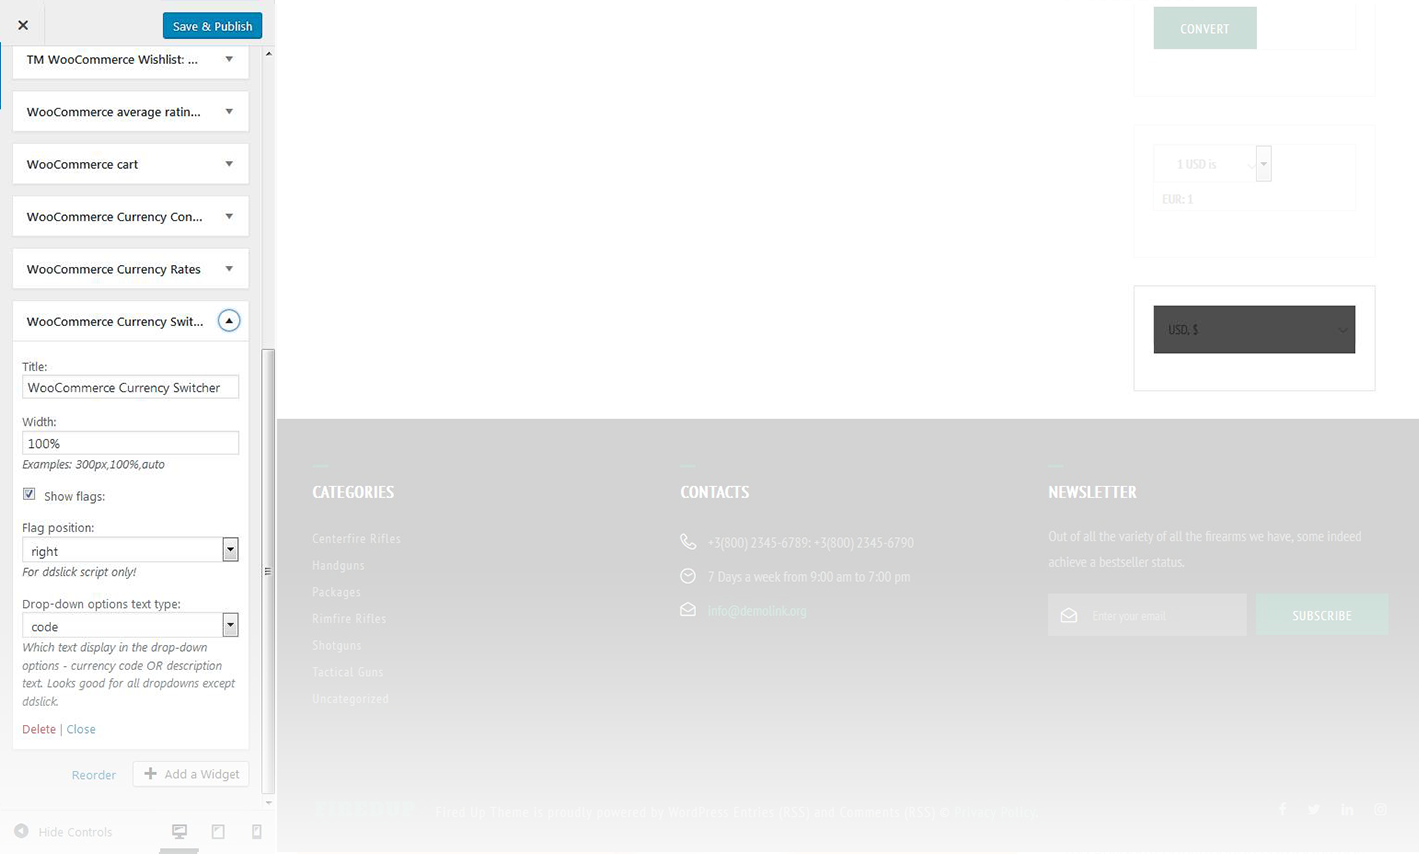 Save & Publish
TM WooCommerce Wishlist: ...
WooCommerce average ratin...
WooCommerce cart
WooCommerce Currency Con...
WooCommerce Currency Rates
WooCommerce Currency Swit...
Title:
WooCommerce Currency Switcher
Width:
100%
Examples: 300px,100%,auto
Show flags:
Flag position:
right
For ddslick script only!
Drop-down options text type:
code
Which text display in the drop-down
options - currency code OR description
text. Looks good for all dropdowns except
ddslick.
Delete | Close
Reorder
Add a Widget
Hide Controls
CONVERT
1 USD is
EUR: 1
USD, $
CATEGORIES
Centerfire Rifles
Handguns
Packages
Rimfire Rifles
Shotguns
Tactical Guns
Uncategorized
CONTACTS
+3(800) 2345-6789; +3(800) 2345-6790
7 Days a week from 9:00 am to 7:00 pm
info@demolink.org
NEWSLETTER
Out of all the variety of all the firearms we have, some indeed
achieve a bestseller status.
Enter your email
SUBSCRIBE
Fired Up Theme is proudly powered by WordPress Entries (RSS) and Comments (RSS) © Privacy Policy